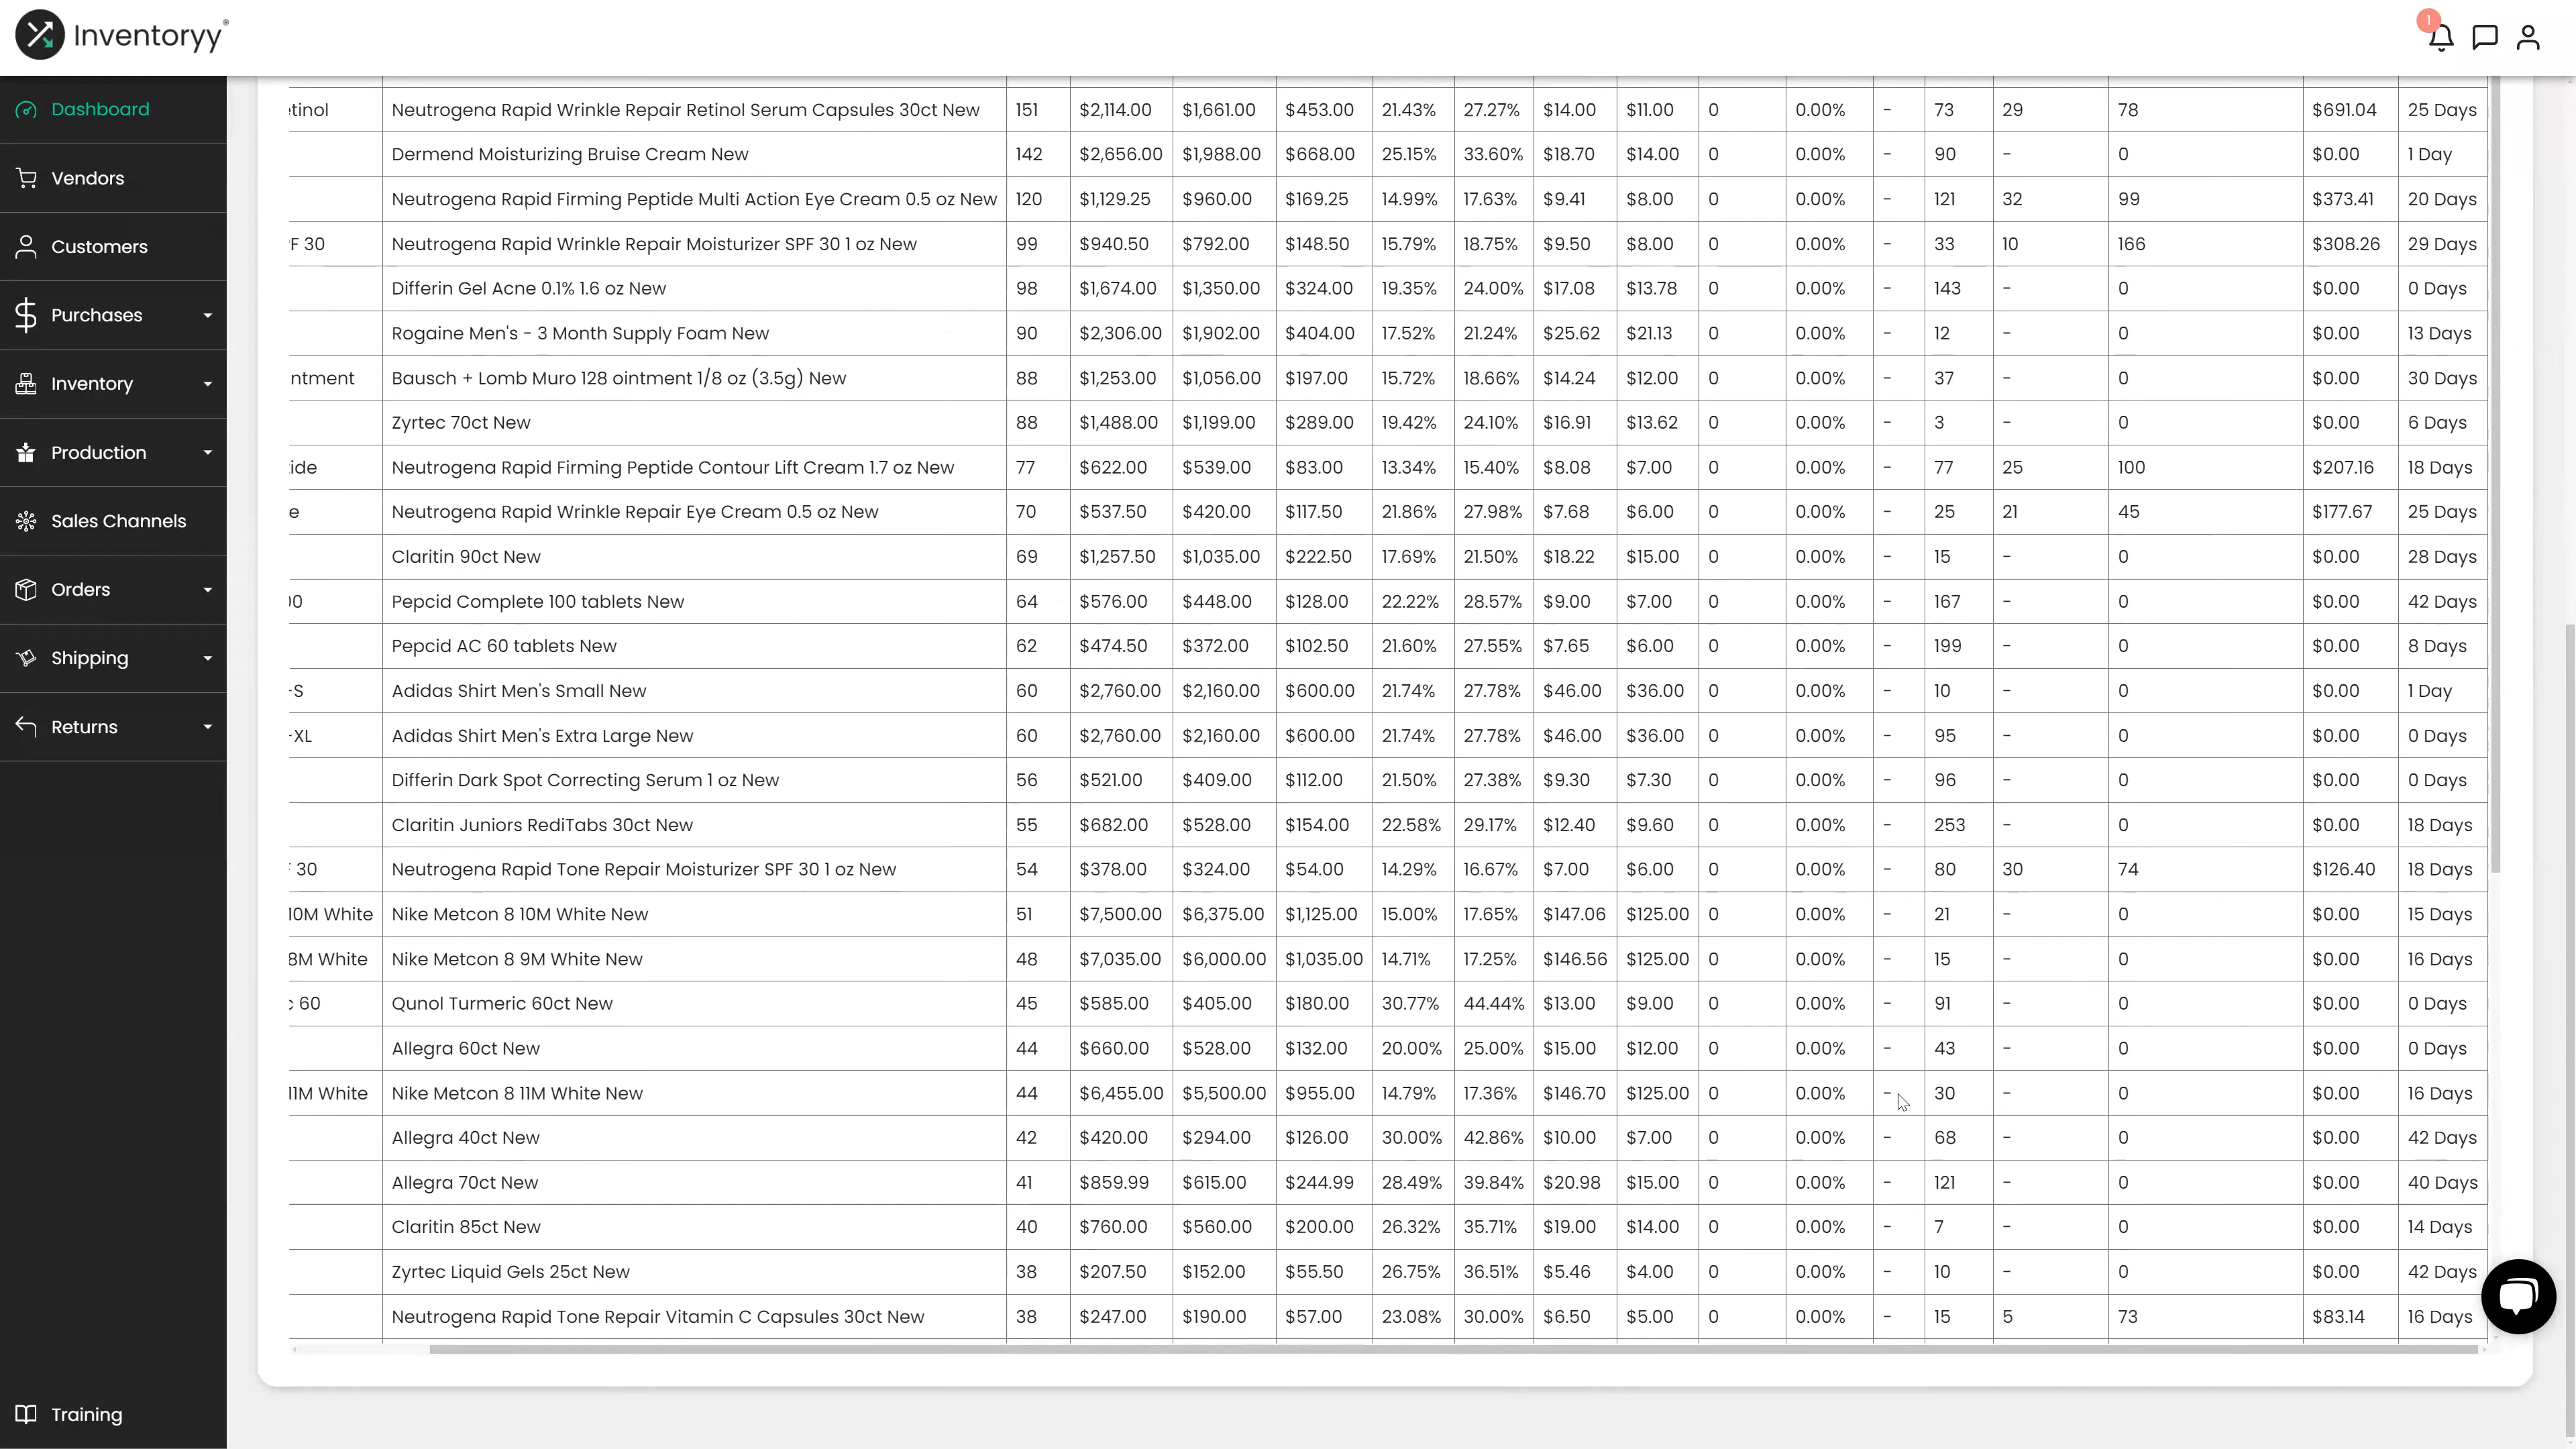 Inventoryy®
1
Dashboard
Vendors
Customers
Purchases
Inventory
Production
Sales Channels
Orders
Shipping
Returns
Training
etinol Neutrogena Rapid Wrinkle Repair Retinol Serum Capsules 30ct New 151 $2,114.00 $1,661.00 $453.00 21.43% 27.27% $14.00 $11.00 0 0.00% - 73 29 78 $691.04 25 Days
Dermend Moisturizing Bruise Cream New 142 $2,656.00 $1,988.00 $668.00 25.15% 33.60% $18.70 $14.00 0 0.00% - 90 - 0 $0.00 1 Day
Neutrogena Rapid Firming Peptide Multi Action Eye Cream 0.5 oz New 120 $1,129.25 $960.00 $169.25 14.99% 17.63% $9.41 $8.00 0 0.00% - 121 32 99 $373.41 20 Days
F 30 Neutrogena Rapid Wrinkle Repair Moisturizer SPF 30 1 oz New 99 $940.50 $792.00 $148.50 15.79% 18.75% $9.50 $8.00 0 0.00% - 33 10 166 $308.26 29 Days
Differin Gel Acne 0.1% 1.6 oz New 98 $1,674.00 $1,350.00 $324.00 19.35% 24.00% $17.08 $13.78 0 0.00% - 143 - 0 $0.00 0 Days
Rogaine Men's - 3 Month Supply Foam New 90 $2,306.00 $1,902.00 $404.00 17.52% 21.24% $25.62 $21.13 0 0.00% - 12 - 0 $0.00 13 Days
intment Bausch + Lomb Muro 128 ointment 1/8 oz (3.5g) New 88 $1,253.00 $1,056.00 $197.00 15.72% 18.66% $14.24 $12.00 0 0.00% - 37 - 0 $0.00 30 Days
Zyrtec 70ct New 88 $1,488.00 $1,199.00 $289.00 19.42% 24.10% $16.91 $13.62 0 0.00% - 3 - 0 $0.00 6 Days
ide Neutrogena Rapid Firming Peptide Contour Lift Cream 1.7 oz New 77 $622.00 $539.00 $83.00 13.34% 15.40% $8.08 $7.00 0 0.00% - 77 25 100 $207.16 18 Days
e Neutrogena Rapid Wrinkle Repair Eye Cream 0.5 oz New 70 $537.50 $420.00 $117.50 21.86% 27.98% $7.68 $6.00 0 0.00% - 25 21 45 $177.67 25 Days
Claritin 90ct New 69 $1,257.50 $1,035.00 $222.50 17.69% 21.50% $18.22 $15.00 0 0.00% - 15 - 0 $0.00 28 Days
00 Pepcid Complete 100 tablets New 64 $576.00 $448.00 $128.00 22.22% 28.57% $9.00 $7.00 0 0.00% - 167 - 0 $0.00 42 Days
Pepcid AC 60 tablets New 62 $474.50 $372.00 $102.50 21.60% 27.55% $7.65 $6.00 0 0.00% - 199 - 0 $0.00 8 Days
-S Adidas Shirt Men's Small New 60 $2,760.00 $2,160.00 $600.00 21.74% 27.78% $46.00 $36.00 0 0.00% - 10 - 0 $0.00 1 Day
-XL Adidas Shirt Men's Extra Large New 60 $2,760.00 $2,160.00 $600.00 21.74% 27.78% $46.00 $36.00 0 0.00% - 95 - 0 $0.00 0 Days
Differin Dark Spot Correcting Serum 1 oz New 56 $521.00 $409.00 $112.00 21.50% 27.38% $9.30 $7.30 0 0.00% - 96 - 0 $0.00 0 Days
Claritin Juniors RediTabs 30ct New 55 $682.00 $528.00 $154.00 22.58% 29.17% $12.40 $9.60 0 0.00% - 253 - 0 $0.00 18 Days
F 30 Neutrogena Rapid Tone Repair Moisturizer SPF 30 1 oz New 54 $378.00 $324.00 $54.00 14.29% 16.67% $7.00 $6.00 0 0.00% - 80 30 74 $126.40 18 Days
10M White Nike Metcon 8 10M White New 51 $7,500.00 $6,375.00 $1,125.00 15.00% 17.65% $147.06 $125.00 0 0.00% - 21 - 0 $0.00 15 Days
8M White Nike Metcon 8 9M White New 48 $7,035.00 $6,000.00 $1,035.00 14.71% 17.25% $146.56 $125.00 0 0.00% - 15 - 0 $0.00 16 Days
c 60 Qunol Turmeric 60ct New 45 $585.00 $405.00 $180.00 30.77% 44.44% $13.00 $9.00 0 0.00% - 91 - 0 $0.00 0 Days
Allegra 60ct New 44 $660.00 $528.00 $132.00 20.00% 25.00% $15.00 $12.00 0 0.00% - 43 - 0 $0.00 0 Days
11M White Nike Metcon 8 11M White New 44 $6,455.00 $5,500.00 $955.00 14.79% 17.36% $146.70 $125.00 0 0.00% - 30 - 0 $0.00 16 Days
Allegra 40ct New 42 $420.00 $294.00 $126.00 30.00% 42.86% $10.00 $7.00 0 0.00% - 68 - 0 $0.00 42 Days
Allegra 70ct New 41 $859.99 $615.00 $244.99 28.49% 39.84% $20.98 $15.00 0 0.00% - 121 - 0 $0.00 40 Days
Claritin 85ct New 40 $760.00 $560.00 $200.00 26.32% 35.71% $19.00 $14.00 0 0.00% - 7 - 0 $0.00 14 Days
Zyrtec Liquid Gels 25ct New 38 $207.50 $152.00 $55.50 26.75% 36.51% $5.46 $4.00 0 0.00% - 10 - 0 $0.00 42 Days
Neutrogena Rapid Tone Repair Vitamin C Capsules 30ct New 38 $247.00 $190.00 $57.00 23.08% 30.00% $6.50 $5.00 0 0.00% - 15 5 73 $83.14 16 Days